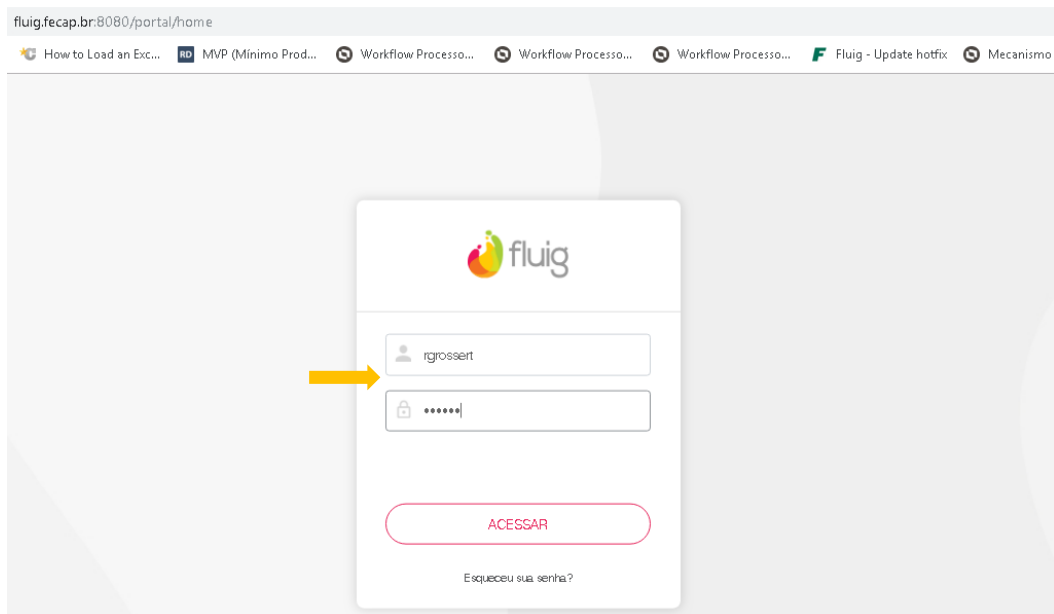 fluig.fecap.br:8080/portal/home
How to Load an Exc... RD MVP (Mínimo Prod... Workflow Processo... Workflow Processo... Workflow Processo... Fluig - Update hotfix Mecanismo
fluig
rgrossert
••••••
ACESSAR
Esqueceu sua senha?